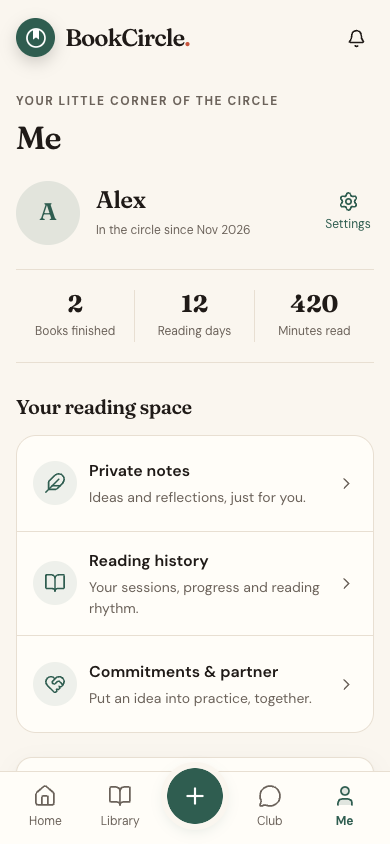 BookCircle.
YOUR LITTLE CORNER OF THE CIRCLE
Me
A
Alex
In the circle since Nov 2026
Settings
2
Books finished
12
Reading days
420
Minutes read
Your reading space
Private notes
Ideas and reflections, just for you.
Reading history
Your sessions, progress and reading
rhythm.
Commitments & partner
Put an idea into practice, together.
Home
Library
Club
Me